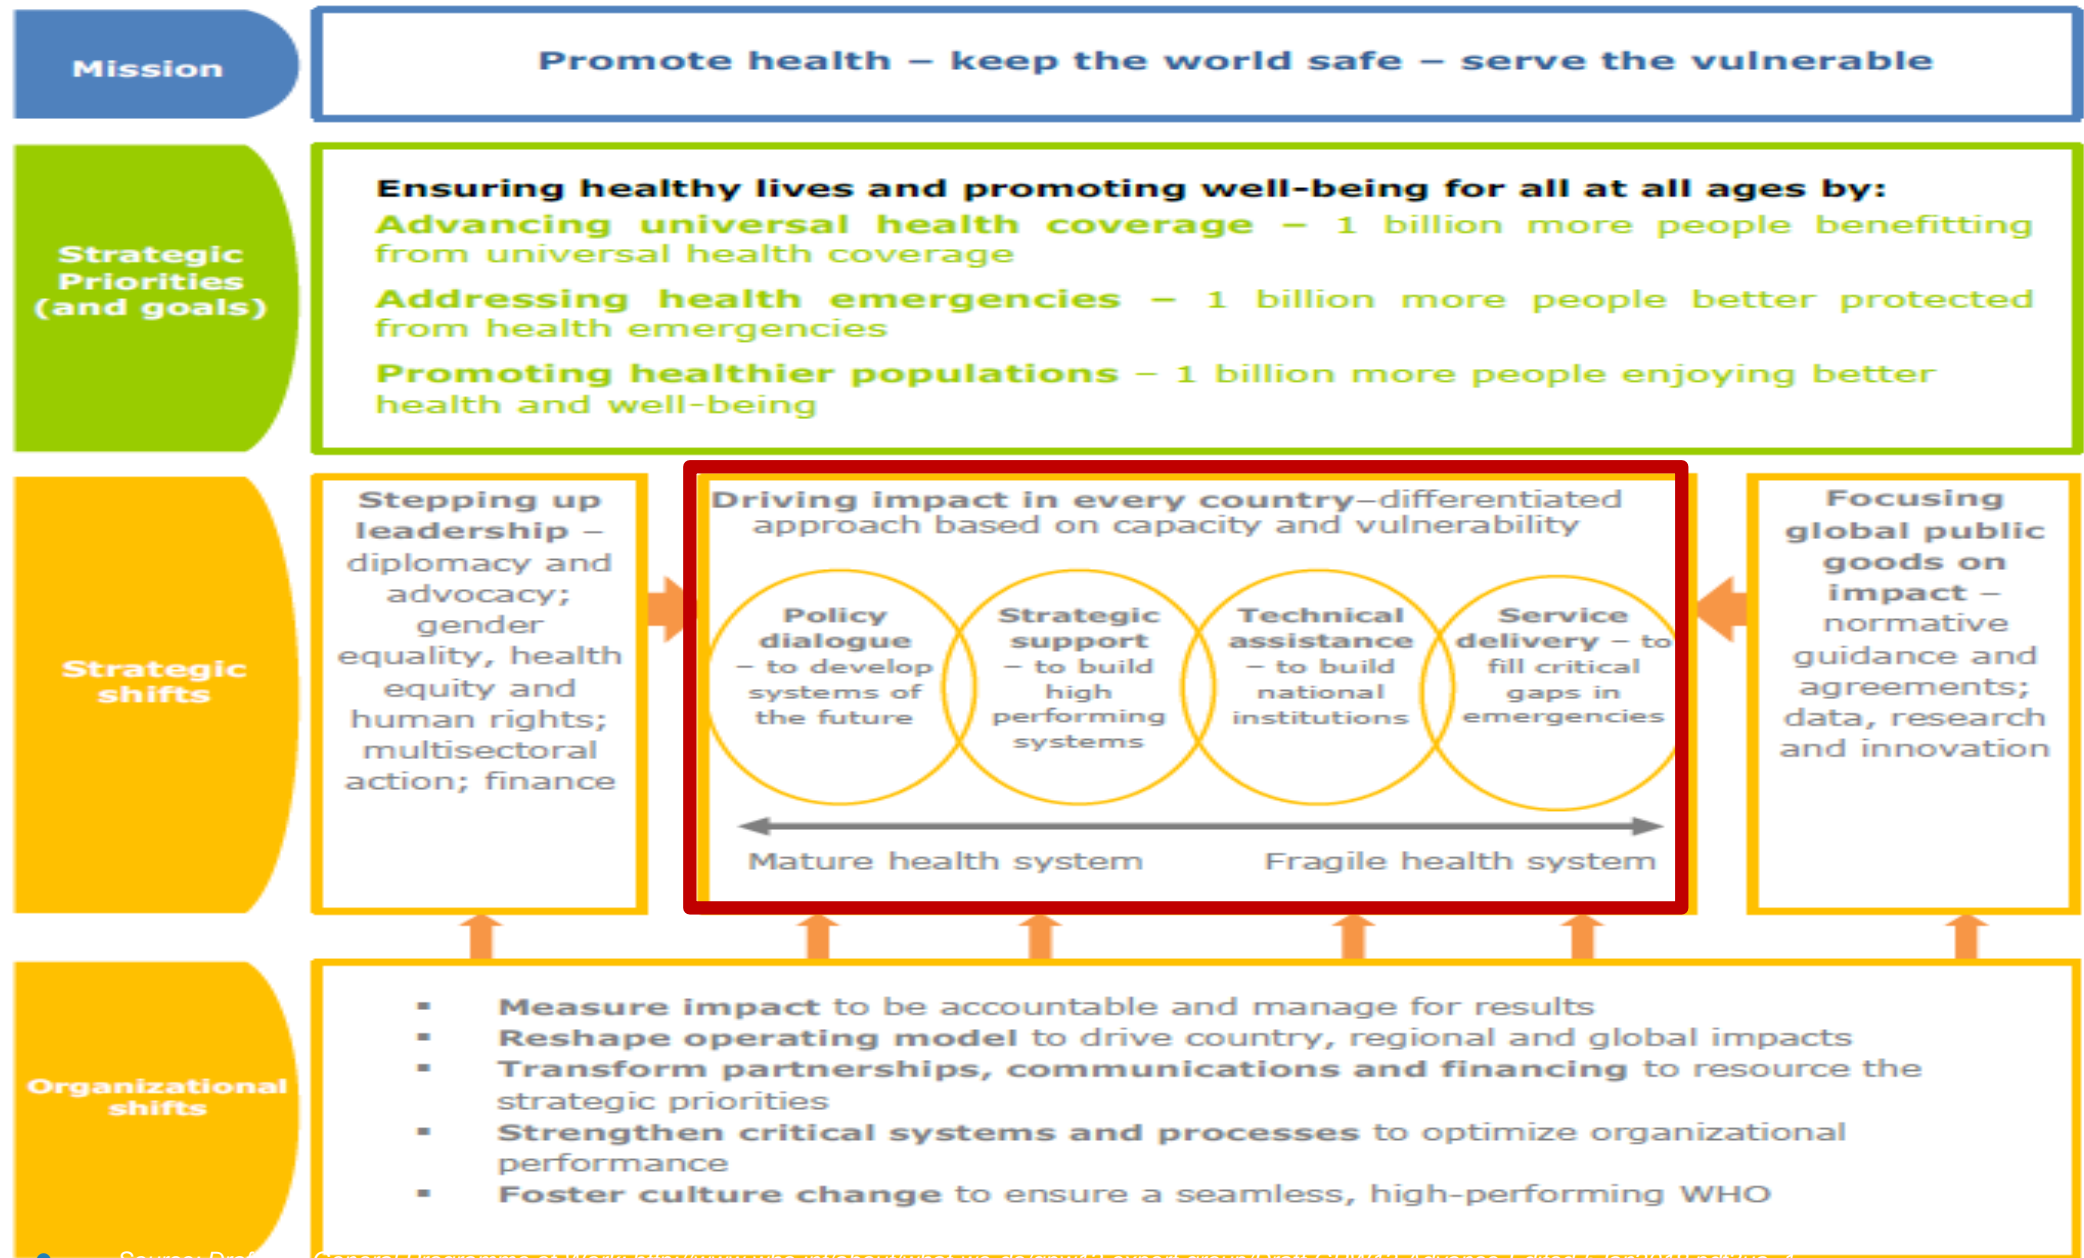 Mission
Promote health – keep the world safe – serve the vulnerable
Strategic
Priorities
(and goals)
Ensuring healthy lives and promoting well-being for all at all ages by:
Advancing universal health coverage – 1 billion more people benefitting
from universal health coverage
Addressing health emergencies – 1 billion more people better protected
from health emergencies
Promoting healthier populations – 1 billion more people enjoying better
health and well-being
Strategic
shifts
Stepping up
leadership –
diplomacy and
advocacy;
gender
equality, health
equity and
human rights;
multisectoral
action; finance
Driving impact in every country–differentiated
approach based on capacity and vulnerability
Policy
dialogue
– to develop
systems of
the future
Strategic
support
– to build
high
performing
systems
Technical
assistance
– to build
national
institutions
Service
delivery – to
fill critical
gaps in
emergencies
Mature health system
Fragile health system
Focusing
global public
goods on
impact –
normative
guidance and
agreements;
data, research
and innovation
Organizational
shifts
▪ Measure impact to be accountable and manage for results
▪ Reshape operating model to drive country, regional and global impacts
▪ Transform partnerships, communications and financing to resource the
strategic priorities
▪ Strengthen critical systems and processes to optimize organizational
performance
▪ Foster culture change to ensure a seamless, high-performing WHO